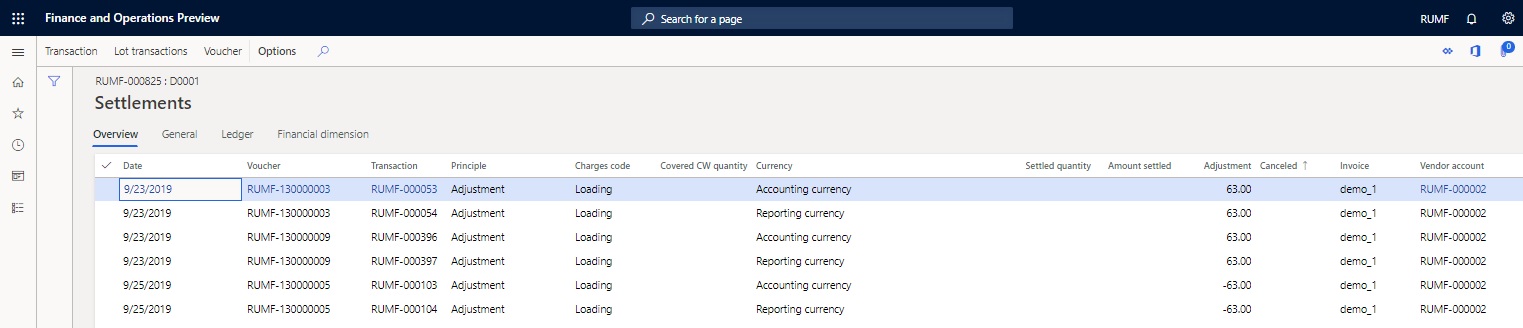 Finance and Operations Preview Search for a page RUMF
Transaction Lot transactions Voucher Options 0
RUMF-000825 : D0001
Settlements
Overview General Ledger Financial dimension
Date Voucher Transaction Principle Charges code Covered CW quantity Currency Settled quantity Amount settled Adjustment Canceled ↑ Invoice Vendor account
9/23/2019 RUMF-130000003 RUMF-000053 Adjustment Loading Accounting currency 63.00 demo_1 RUMF-000002
9/23/2019 RUMF-130000003 RUMF-000054 Adjustment Loading Reporting currency 63.00 demo_1 RUMF-000002
9/23/2019 RUMF-130000009 RUMF-000396 Adjustment Loading Accounting currency 63.00 demo_1 RUMF-000002
9/23/2019 RUMF-130000009 RUMF-000397 Adjustment Loading Reporting currency 63.00 demo_1 RUMF-000002
9/25/2019 RUMF-130000005 RUMF-000103 Adjustment Loading Accounting currency -63.00 demo_1 RUMF-000002
9/25/2019 RUMF-130000005 RUMF-000104 Adjustment Loading Reporting currency -63.00 demo_1 RUMF-000002